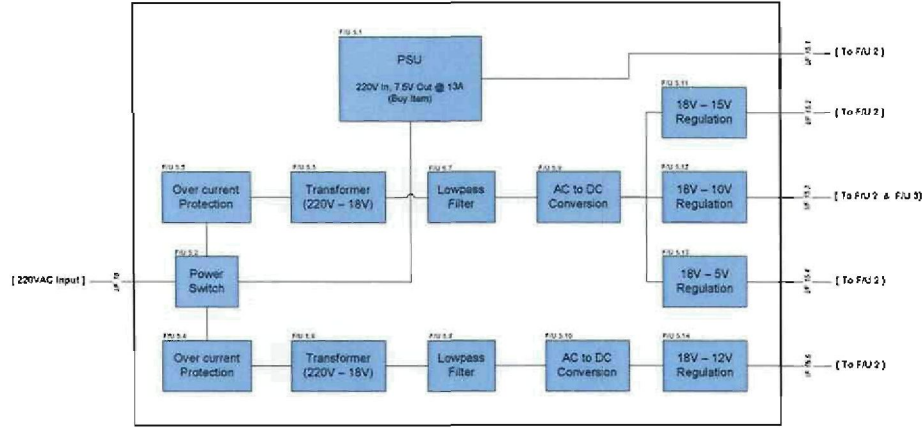 F/U 5.1
PSU
220V In, 7.5V Out @ 13A
(Buy Item)
[ To F/U 2 ]
F/U 5.11
18V – 15V
Regulation
[ To F/U 2 ]
Over current
Protection
Transformer
(220V – 18V)
F/U 5.7
Lowpass
Filter
F/U 5.9
AC to DC
Conversion
F/U 5.12
18V – 10V
Regulation
[ To F/U 2 & F/U 3 ]
F/U 5.2
[ 220VAC Input ]
Power
Switch
F/U 5.13
18V – 5V
Regulation
[ To F/U 2 ]
F/U 5.4
Over current
Protection
F/U 5.6
Transformer
(220V – 18V)
F/U 5.8
Lowpass
Filter
F/U 5.10
AC to DC
Conversion
F/U 5.14
18V – 12V
Regulation
[ To F/U 2 ]